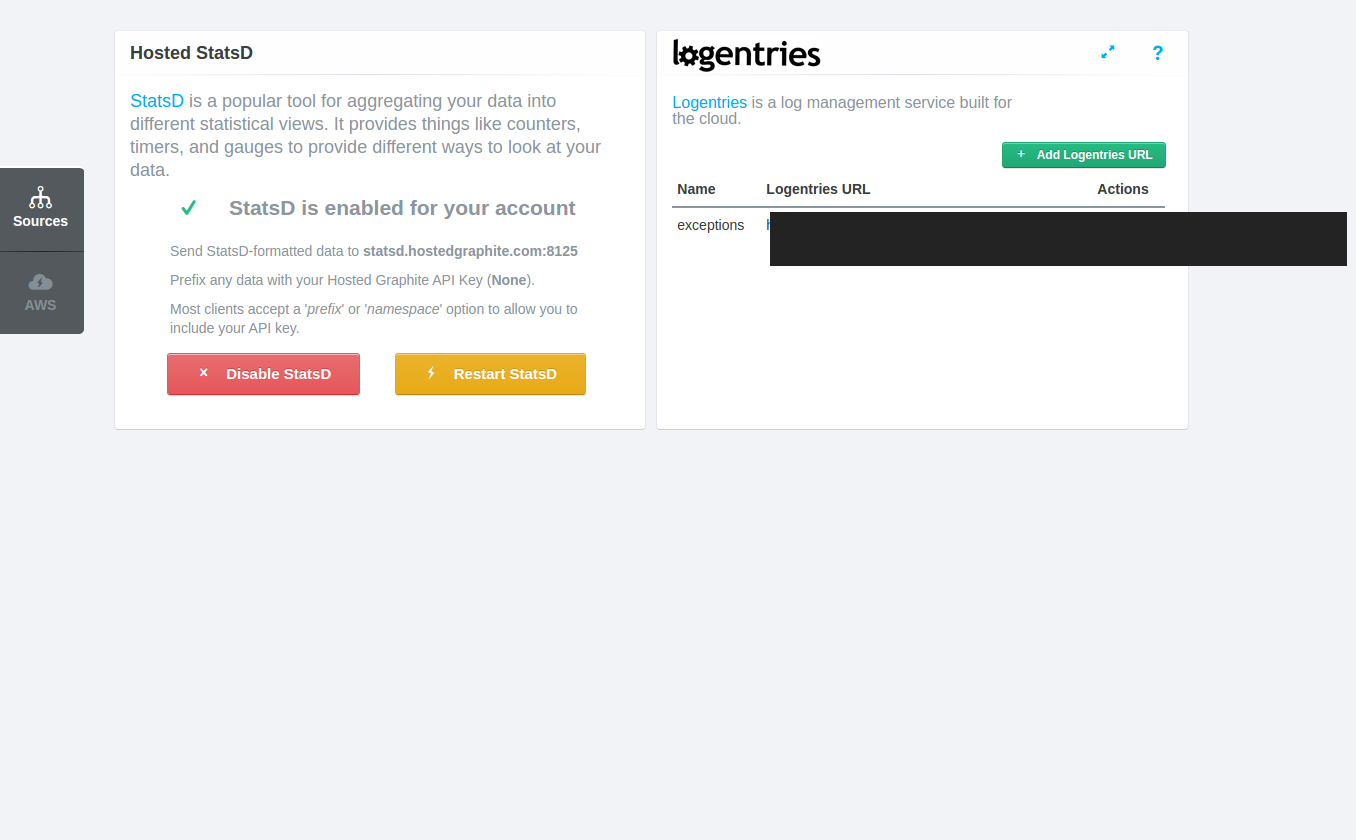 Hosted StatsD
StatsD is a popular tool for aggregating your data into
different statistical views. It provides things like counters,
timers, and gauges to provide different ways to look at your
data.
StatsD is enabled for your account
Send StatsD-formatted data to statsd.hostedgraphite.com:8125
Prefix any data with your Hosted Graphite API Key (None).
Most clients accept a 'prefix' or 'namespace' option to allow you to
include your API key.
Disable StatsD
Restart StatsD
logentries
?
Logentries is a log management service built for
the cloud.
+ Add Logentries URL
Name Logentries URL Actions
exceptions
Sources
AWS